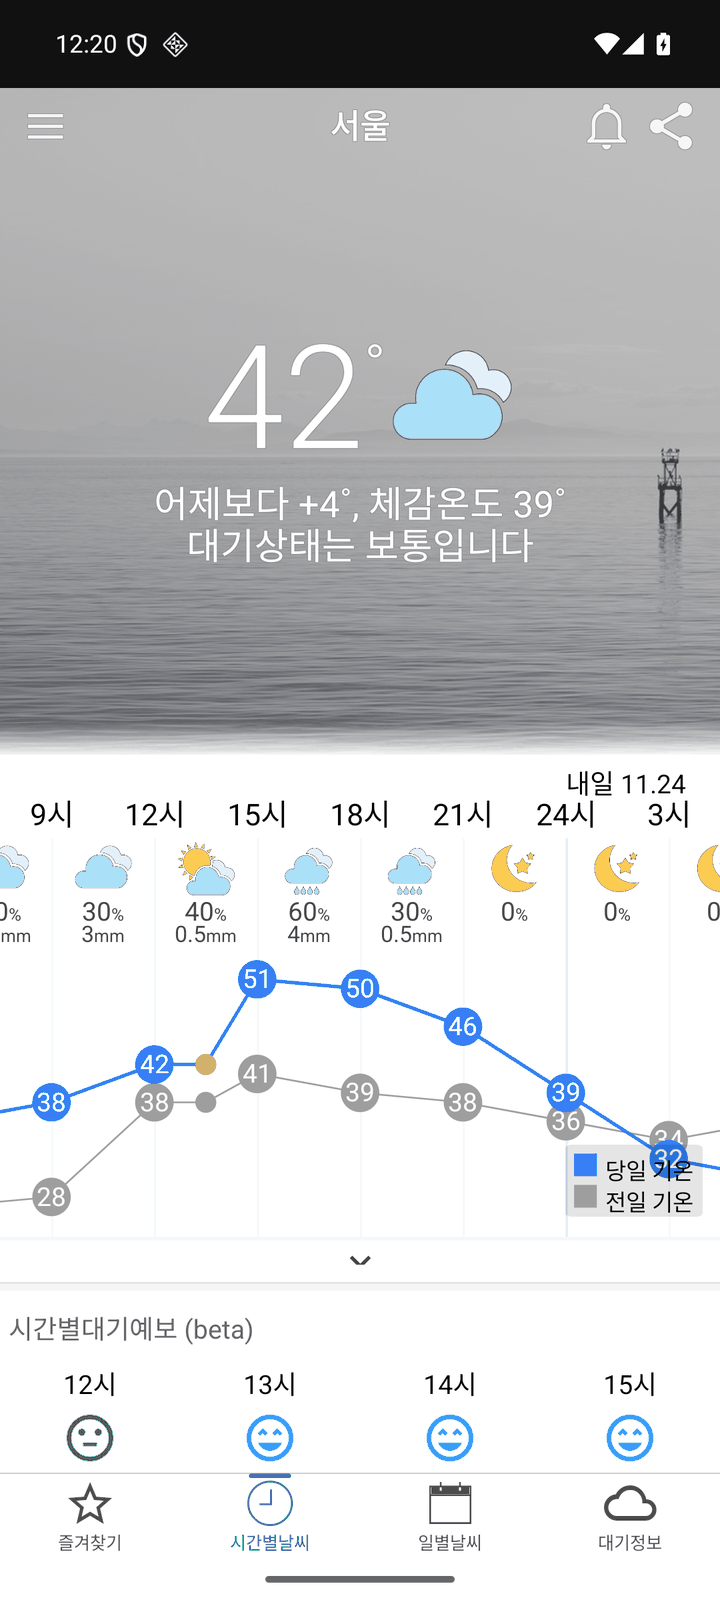 12:20
서울
42°
어제보다 +4°, 체감온도 39°
대기상태는 보통입니다
내일 11.24
9시 12시 15시 18시 21시 24시 3시
0% 30% 40% 60% 30% 0% 0% 0
mm 3mm 0.5mm 4mm 0.5mm
51 50 46 42 39 38 32
41 39 38 38 36 34 28
당일 기온
전일 기온
시간별대기예보 (beta)
12시 13시 14시 15시
즐겨찾기 시간별날씨 일별날씨 대기정보